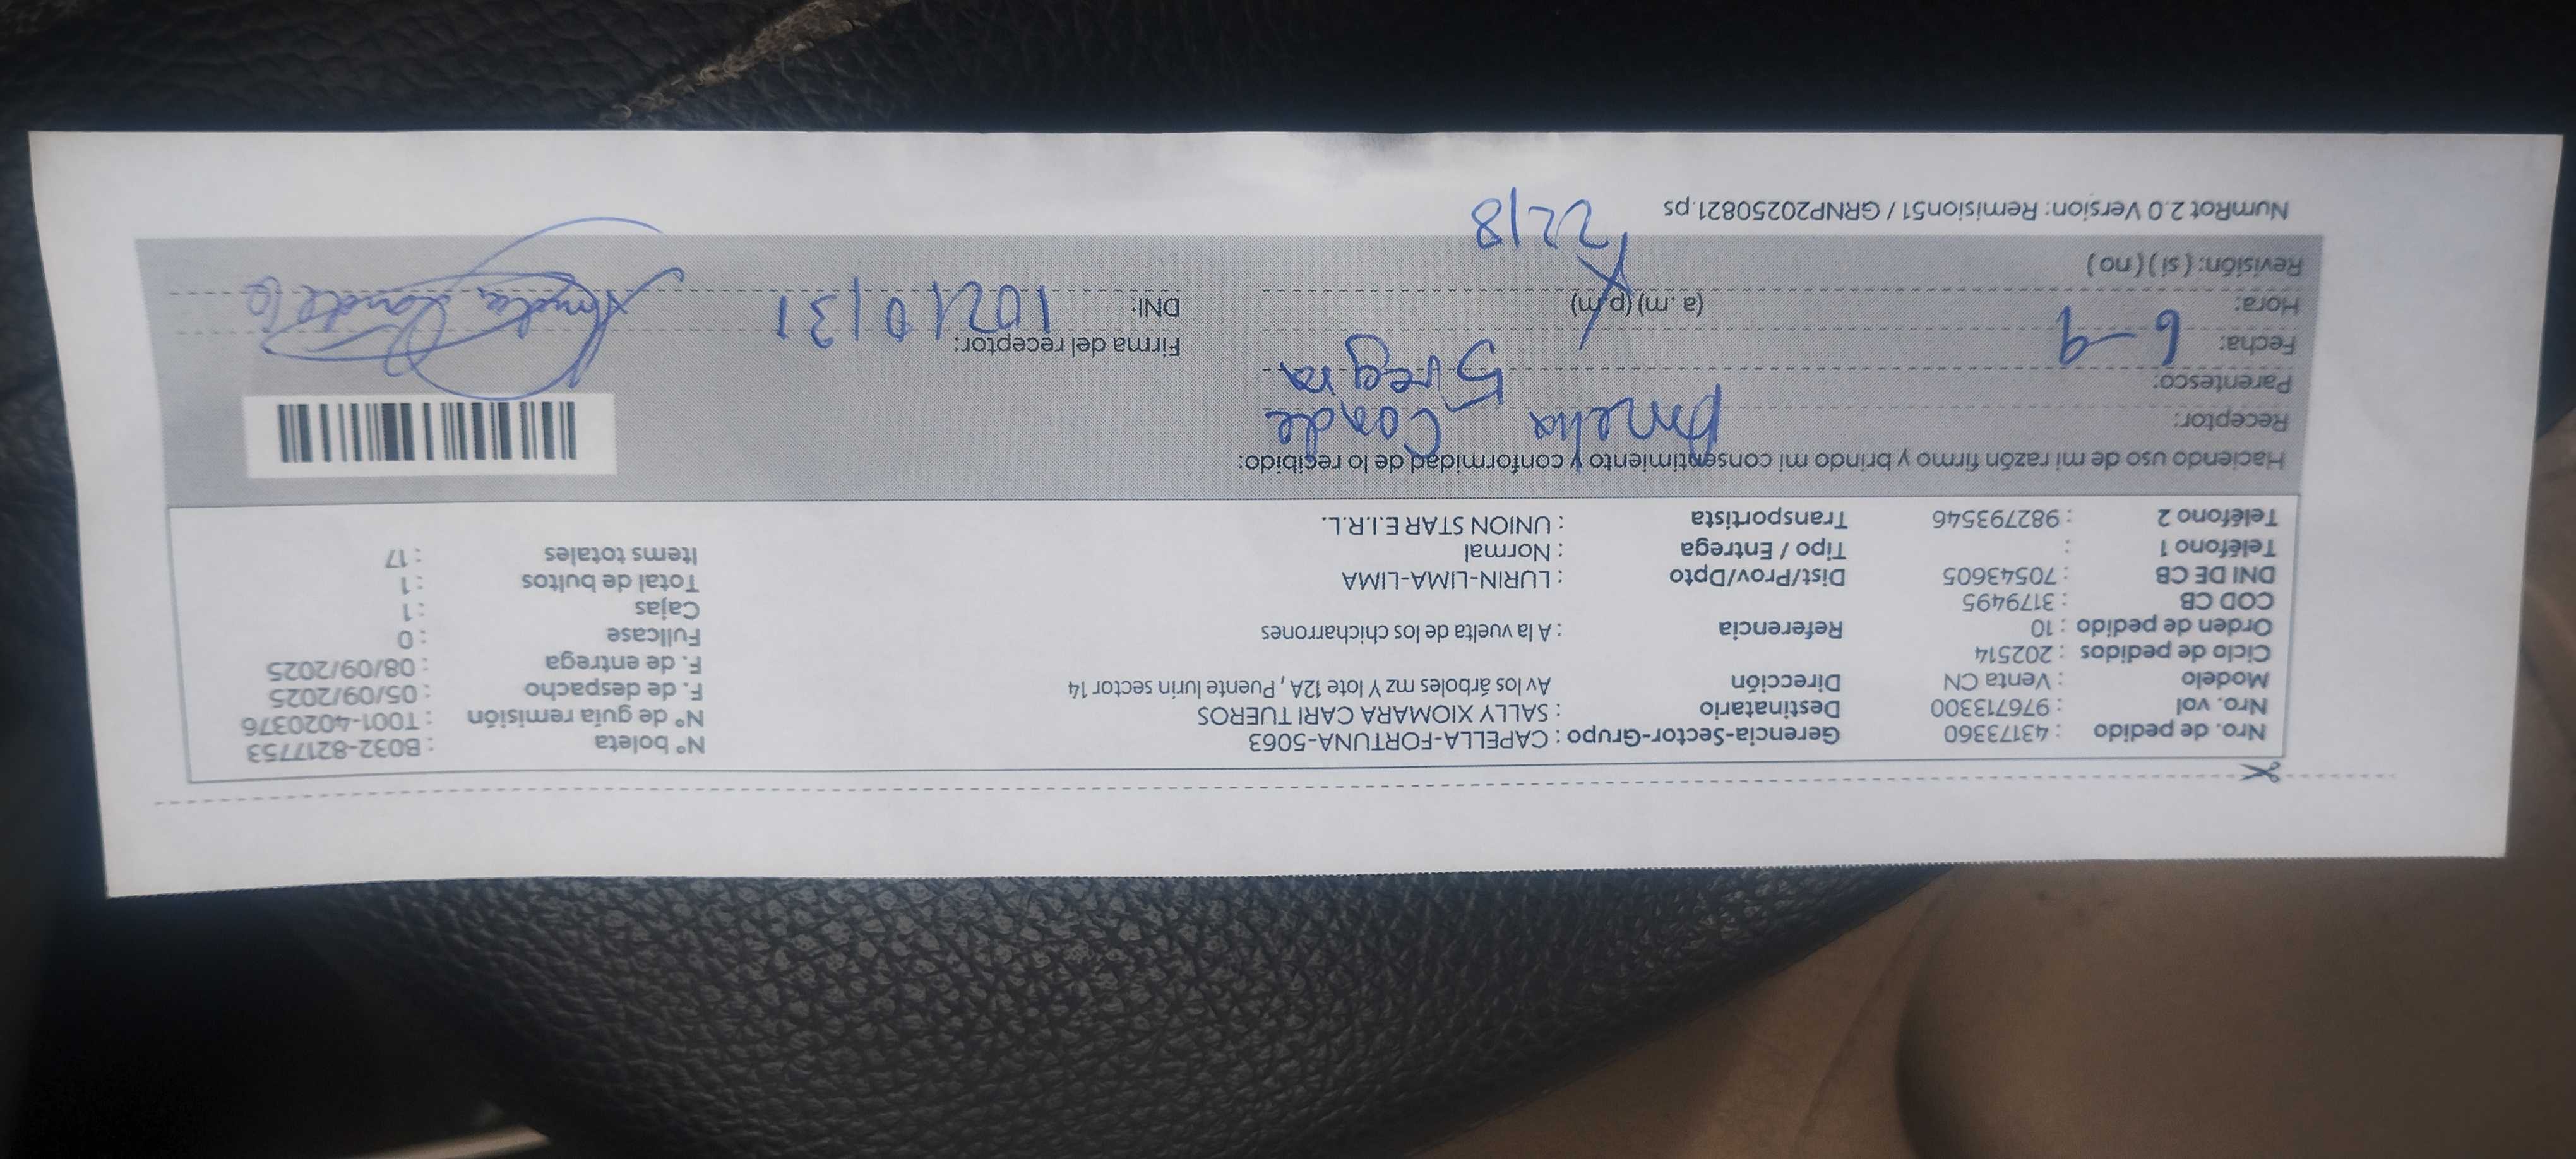 Nro. de pedido : 43173360 Gerencia-Sector-Grupo : CAPELLA-FORTUNA-5063 N° boleta : B032-8217753
Nro. vol : 976713300 Destinatario : SALLY XIOMARA CARI TUEROS N° de guía remisión : T001-4020376
Modelo : Venta CN Dirección Av los árboles mz Y lote 12A , Puente lurin sector 14 F. de despacho : 05/09/2025
Ciclo de pedidos : 202514 F. de entrega : 08/09/2025
Orden de pedido : 10 Referencia : A la vuelta de los chicharrones Fullcase : 0
COD CB : 3179495 Cajas : 1
DNI DE CB : 70543605 Dist/Prov/Dpto : LURIN-LIMA-LIMA Total de bultos : 1
Teléfono 1 : Tipo / Entrega : Normal Items totales : 17
Teléfono 2 : 982793546 Transportista : UNION STAR E.I.R.L.
Haciendo uso de mi razón firmo y brindo mi consentimiento y conformidad de lo recibido:
Receptor: Amelia Conde
Parentesco: Suegra
Fecha: 6-9 Firma del receptor:
Hora: (a .m) (p.m) DNI:
Revisión: ( si ) ( no )
NumRot 2.0 Version: Remision51 / GRNP20250821.ps 2218